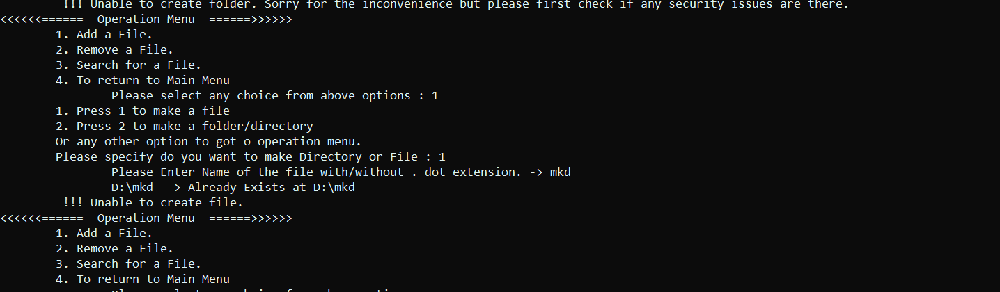 !!! Unable to create folder. Sorry for the inconvenience but please first check if any security issues are there.
<<<<<<====== Operation Menu ======>>>>>>
1. Add a File.
2. Remove a File.
3. Search for a File.
4. To return to Main Menu
Please select any choice from above options : 1
1. Press 1 to make a file
2. Press 2 to make a folder/directory
Or any other option to got o operation menu.
Please specify do you want to make Directory or File : 1
Please Enter Name of the file with/without . dot extension. -> mkd
D:\mkd --> Already Exists at D:\mkd
!!! Unable to create file.
<<<<<<====== Operation Menu ======>>>>>>
1. Add a File.
2. Remove a File.
3. Search for a File.
4. To return to Main Menu